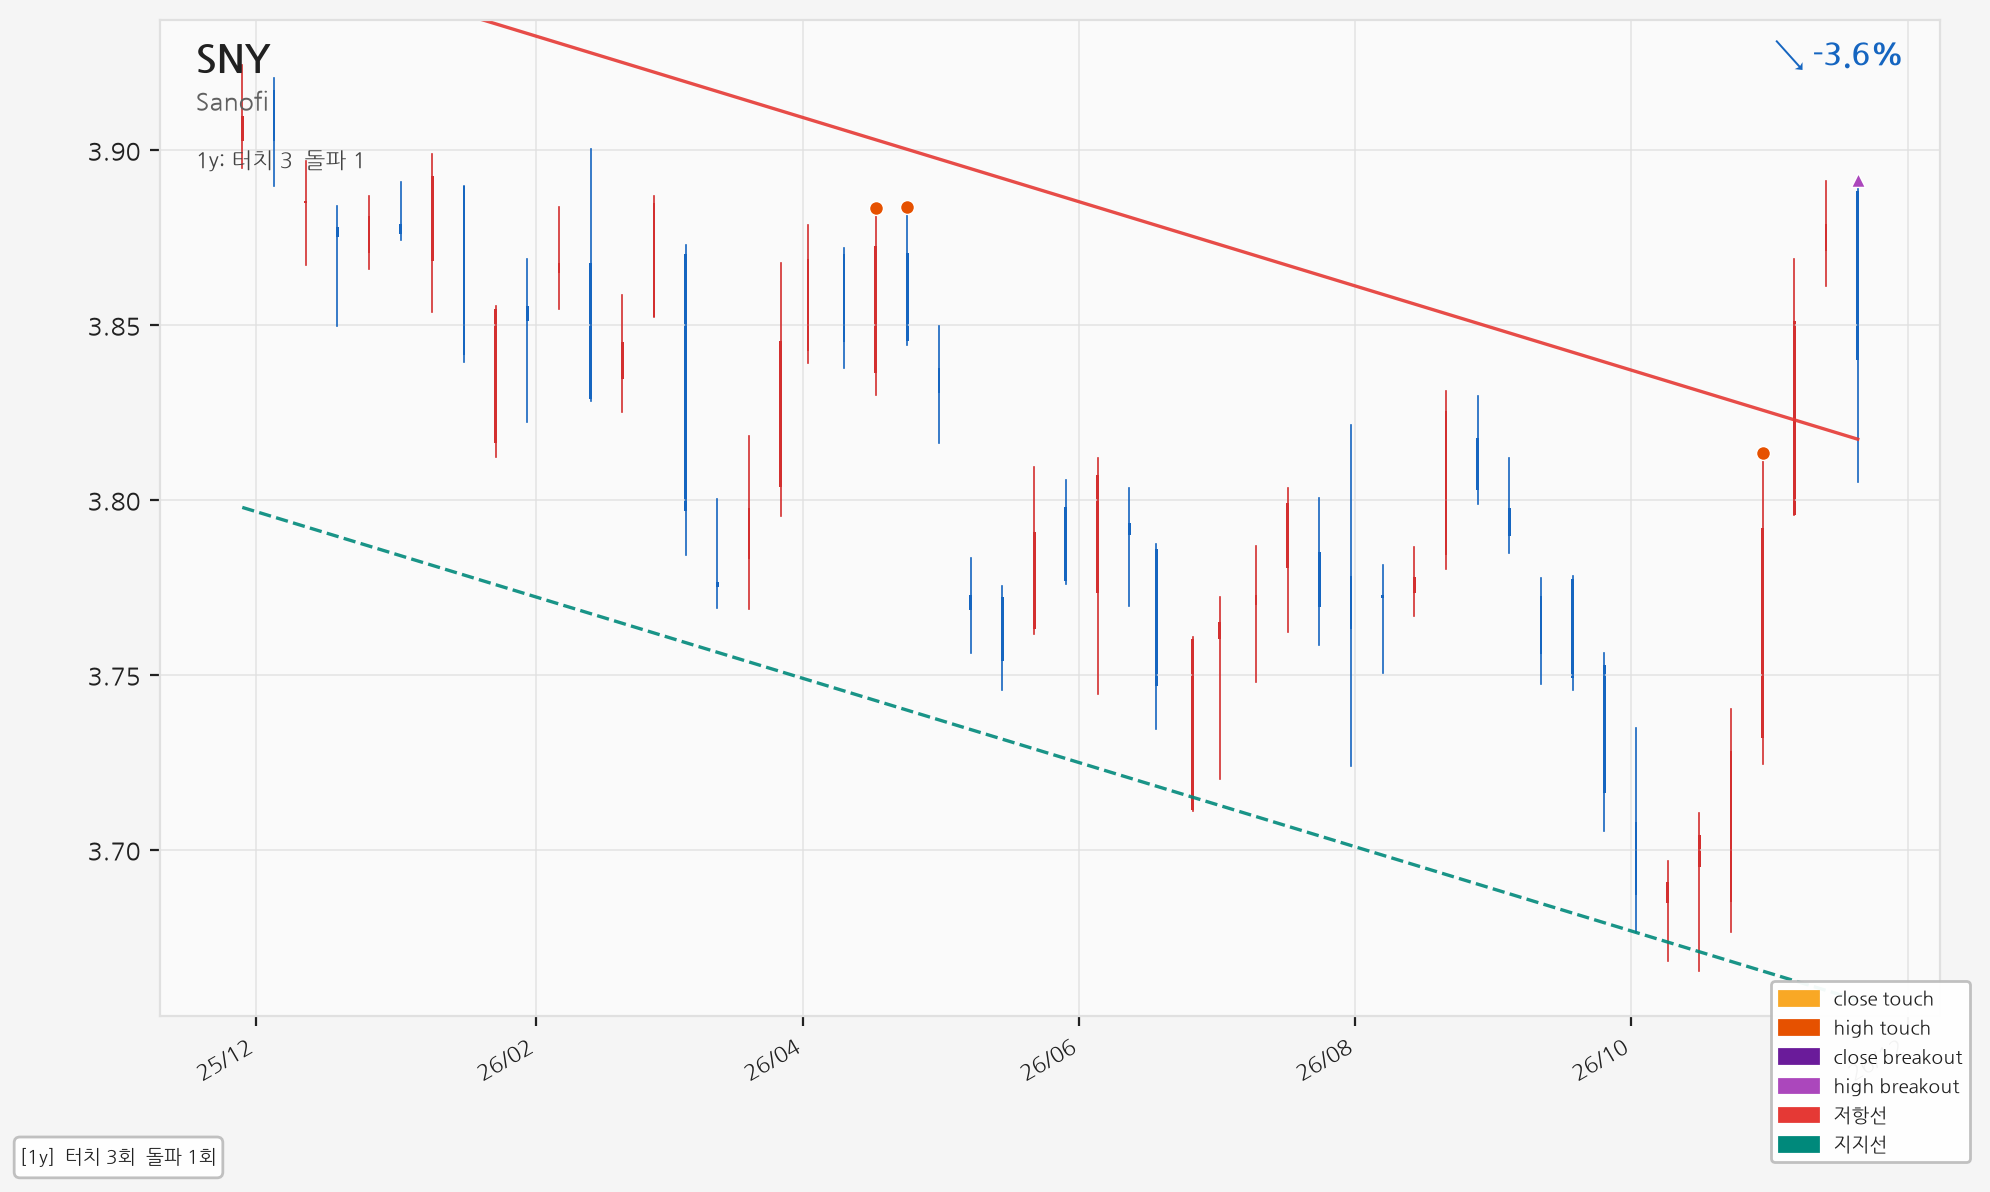 SNY
Sanofi
1y: 터치 3  돌파 1
-3.6%
3.90
3.85
3.80
3.75
3.70
25/12
26/02
26/04
26/06
26/08
26/10
close touch
high touch
close breakout
high breakout
저항선
지지선
[1y]  터치 3회  돌파 1회